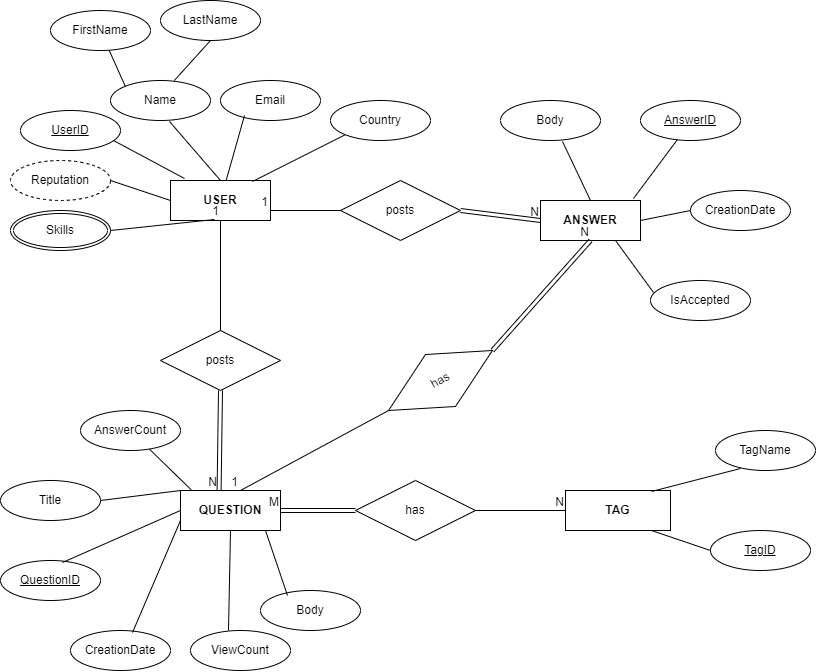 LastName
FirstName
Name
Email
Country
Body
AnswerID
UserID
Reputation
USER
1
1
posts
N
ANSWER
N
CreationDate
Skills
IsAccepted
posts
has
AnswerCount
N
1
Title
QUESTION
M
has
N
TAG
TagName
QuestionID
TagID
Body
CreationDate
ViewCount